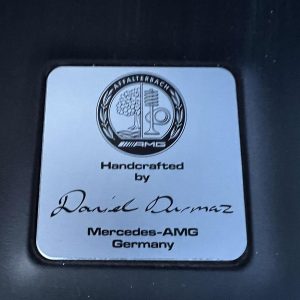 AFFALTERBACH
AMG
Handcrafted
by
Daniel Durmaz
Mercedes-AMG
Germany